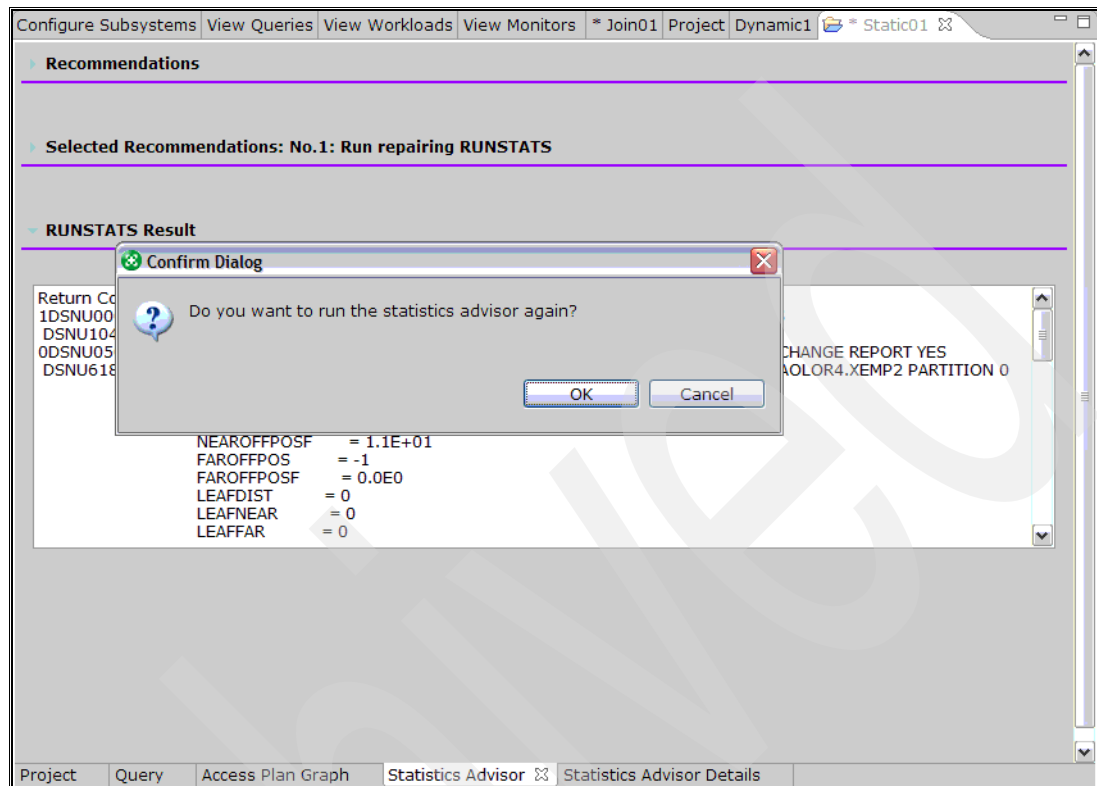 Configure Subsystems View Queries View Workloads View Monitors * Join01 Project Dynamic1 * Static01
Recommendations
Selected Recommendations: No.1: Run repairing RUNSTATS
RUNSTATS Result
Confirm Dialog
Do you want to run the statistics advisor again?
OK Cancel
Return
1DSNU00
DSNU104
0DSNU05 CHANGE REPORT YES
DSNU618 AOLOR4.XEMP2 PARTITION 0
NEAROFFPOSF = 1.1E+01
FAROFFPOS = -1
FAROFFPOSF = 0.0E0
LEAFDIST = 0
LEAFNEAR = 0
LEAFFAR = 0
Project Query Access Plan Graph Statistics Advisor Statistics Advisor Details